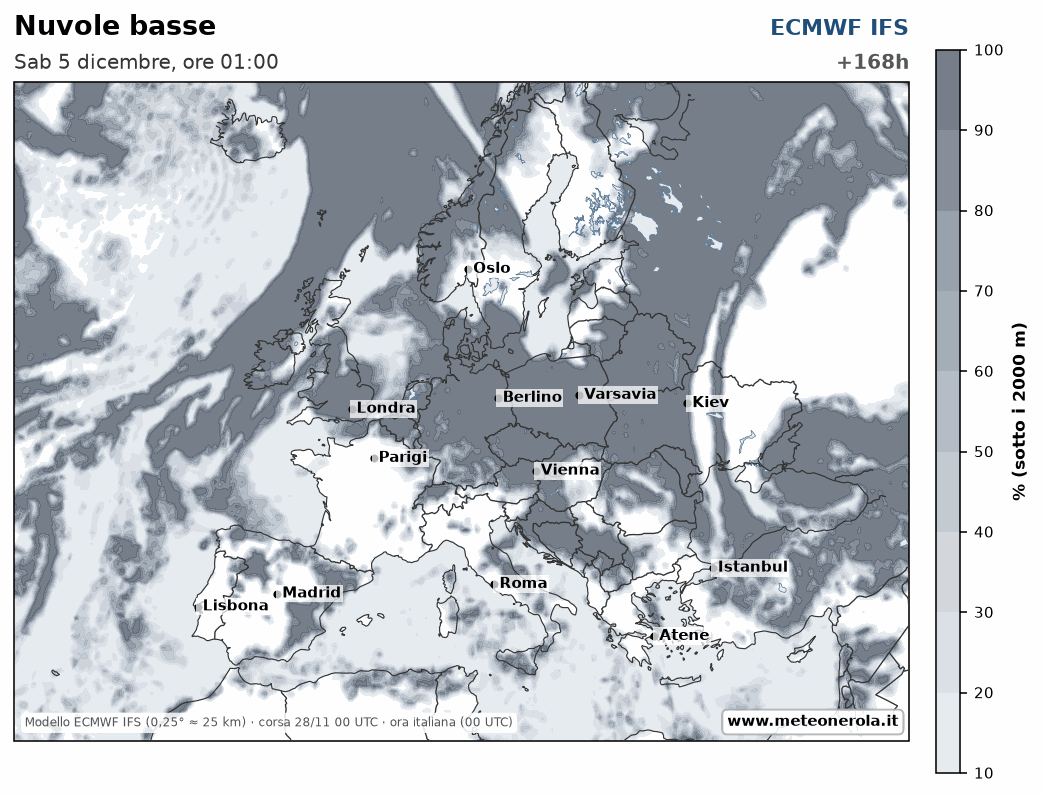 Nuvole basse
ECMWF IFS
Sab 5 dicembre, ore 01:00
+168h
Oslo
Berlino
Varsavia
Kiev
Londra
Parigi
Vienna
Istanbul
Roma
Madrid
Lisbona
Atene
Modello ECMWF IFS (0,25° ≈ 25 km) · corsa 28/11 00 UTC · ora italiana (00 UTC)
www.meteonerola.it
100
90
80
70
60
50
40
30
20
10
% (sotto i 2000 m)